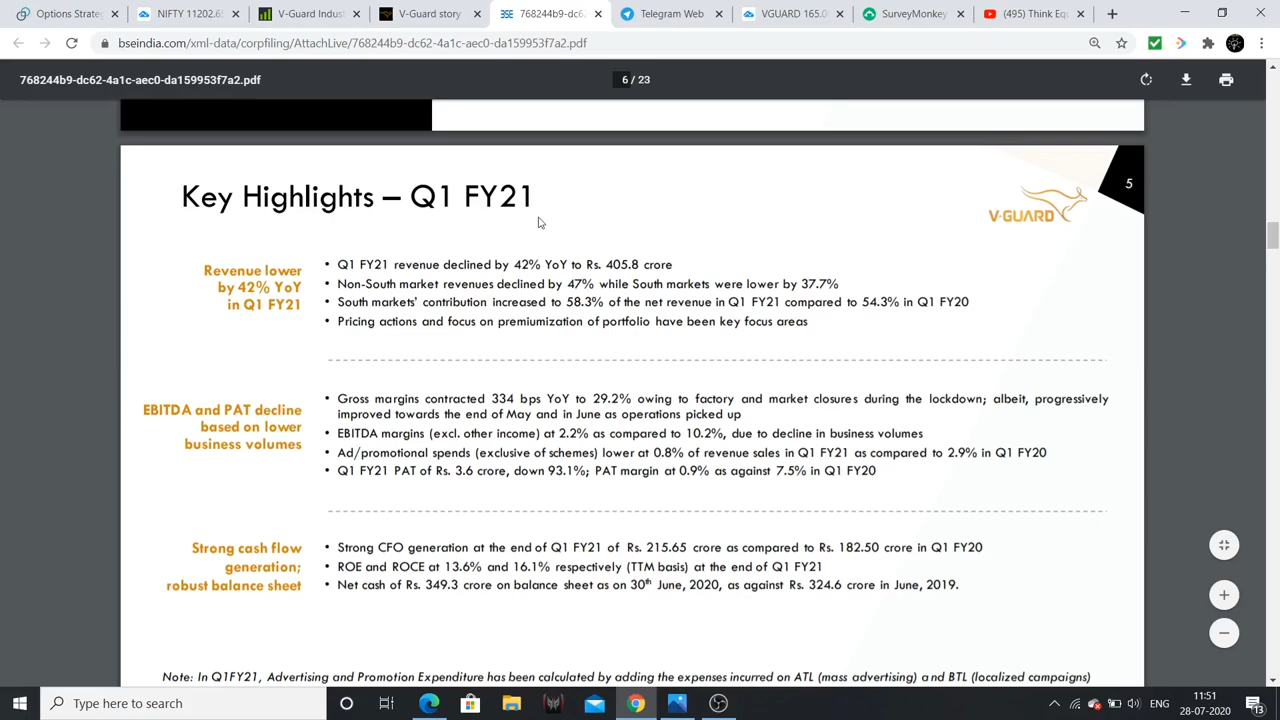 Options Strateg
NIFTY 11202.6
V-Guard Indust
V-Guard story
768244b9-dc62-
Telegram Web
VGUARD 165.0
SurveyMonkey
(495) Think Equ
bseindia.com/xml-data/corpfiling/AttachLive/768244b9-dc62-4a1c-aec0-da159953f7a2.pdf
768244b9-dc62-4a1c-aec0-da159953f7a2.pdf
6 / 23
5
Key Highlights – Q1 FY21
V-GUARD
Revenue lower
by 42% YoY
in Q1 FY21
• Q1 FY21 revenue declined by 42% YoY to Rs. 405.8 crore
• Non-South market revenues declined by 47% while South markets were lower by 37.7%
• South markets' contribution increased to 58.3% of the net revenue in Q1 FY21 compared to 54.3% in Q1 FY20
• Pricing actions and focus on premiumization of portfolio have been key focus areas
EBITDA and PAT decline
based on lower
business volumes
• Gross margins contracted 334 bps YoY to 29.2% owing to factory and market closures during the lockdown; albeit, progressively
improved towards the end of May and in June as operations picked up
• EBITDA margins (excl. other income) at 2.2% as compared to 10.2%, due to decline in business volumes
• Ad/promotional spends (exclusive of schemes) lower at 0.8% of revenue sales in Q1 FY21 as compared to 2.9% in Q1 FY20
• Q1 FY21 PAT of Rs. 3.6 crore, down 93.1%; PAT margin at 0.9% as against 7.5% in Q1 FY20
Strong cash flow
generation;
robust balance sheet
• Strong CFO generation at the end of Q1 FY21 of Rs. 215.65 crore as compared to Rs. 182.50 crore in Q1 FY20
• ROE and ROCE at 13.6% and 16.1% respectively (TTM basis) at the end of Q1 FY21
• Net cash of Rs. 349.3 crore on balance sheet as on 30th June, 2020, as against Rs. 324.6 crore in June, 2019.
Note: In Q1FY21, Advertising and Promotion Expenditure has been calculated by adding the expenses incurred on ATL (mass advertising) and BTL (localized campaigns)
Type here to search
ENG
11:51
28-07-2020
13